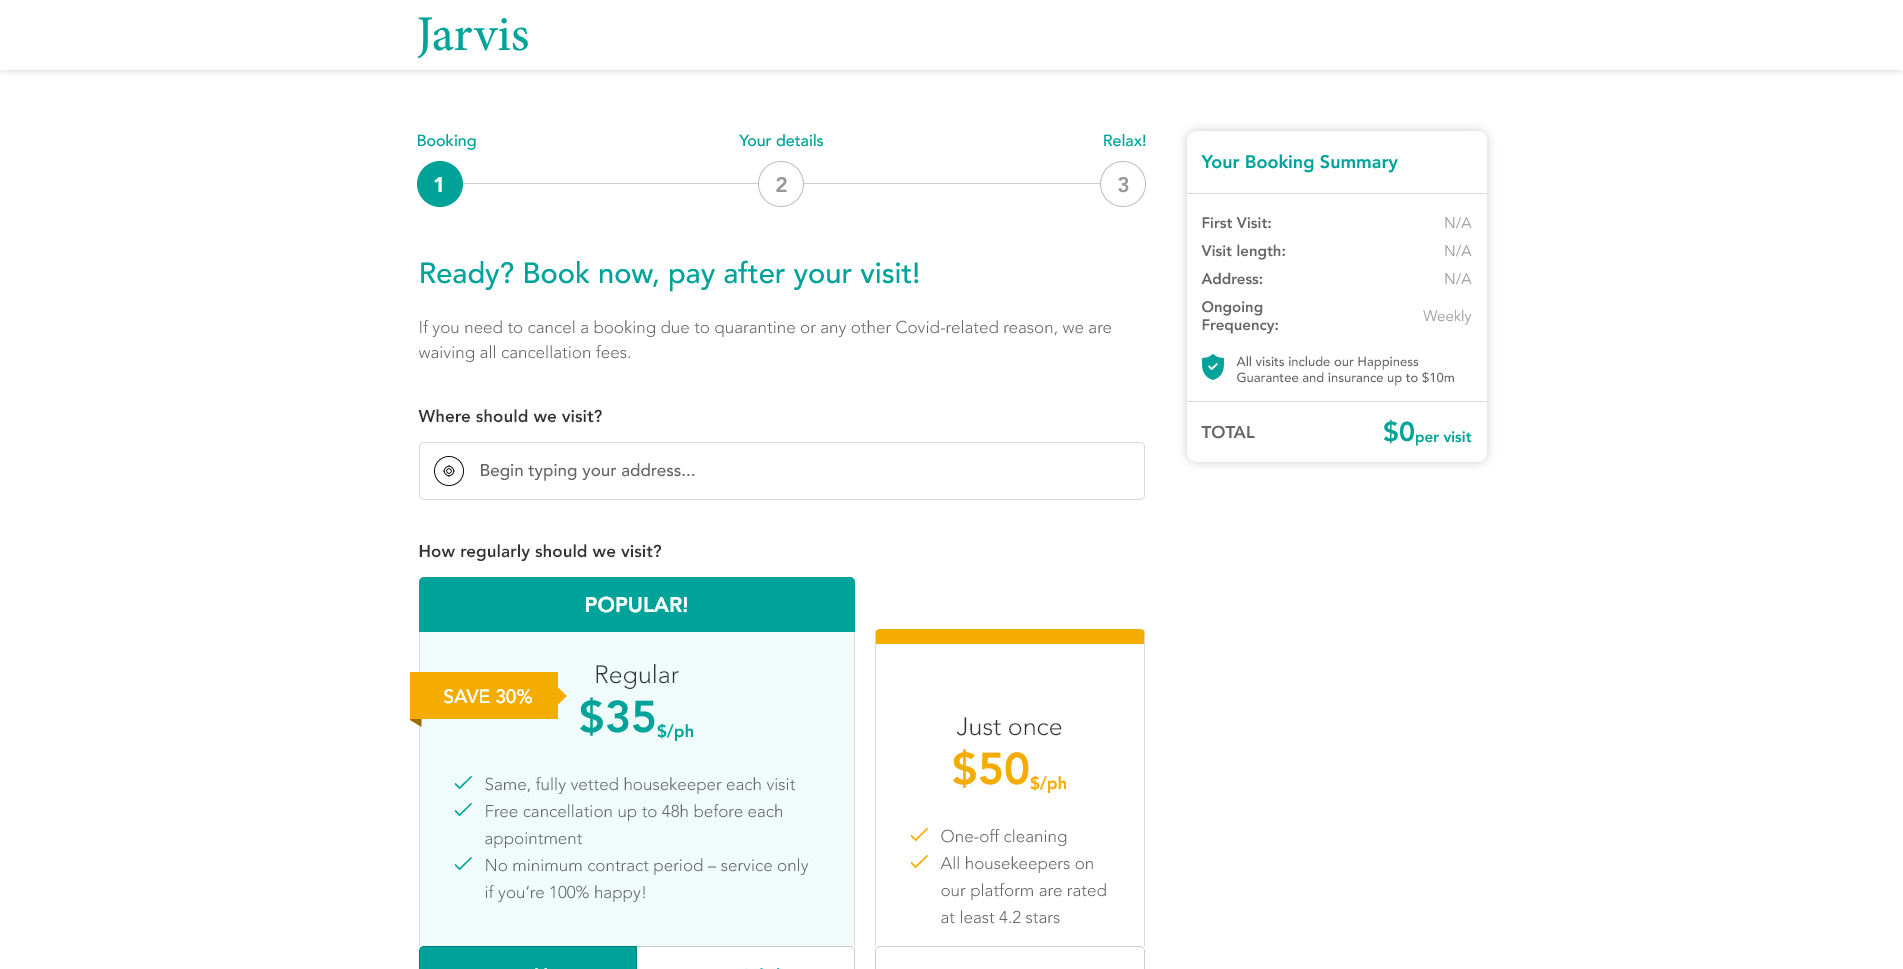 Jarvis
Booking
Your details
Relax!
1
2
3
Ready? Book now, pay after your visit!
If you need to cancel a booking due to quarantine or any other Covid-related reason, we are
waiving all cancellation fees.
Where should we visit?
Begin typing your address...
How regularly should we visit?
POPULAR!
SAVE 30%
Regular
$35$/ph
Same, fully vetted housekeeper each visit
Free cancellation up to 48h before each
appointment
No minimum contract period – service only
if you’re 100% happy!
Just once
$50$/ph
One-off cleaning
All housekeepers on
our platform are rated
at least 4.2 stars
Your Booking Summary
First Visit: N/A
Visit length: N/A
Address: N/A
Ongoing
Frequency: Weekly
All visits include our Happiness
Guarantee and insurance up to $10m
TOTAL $0per visit